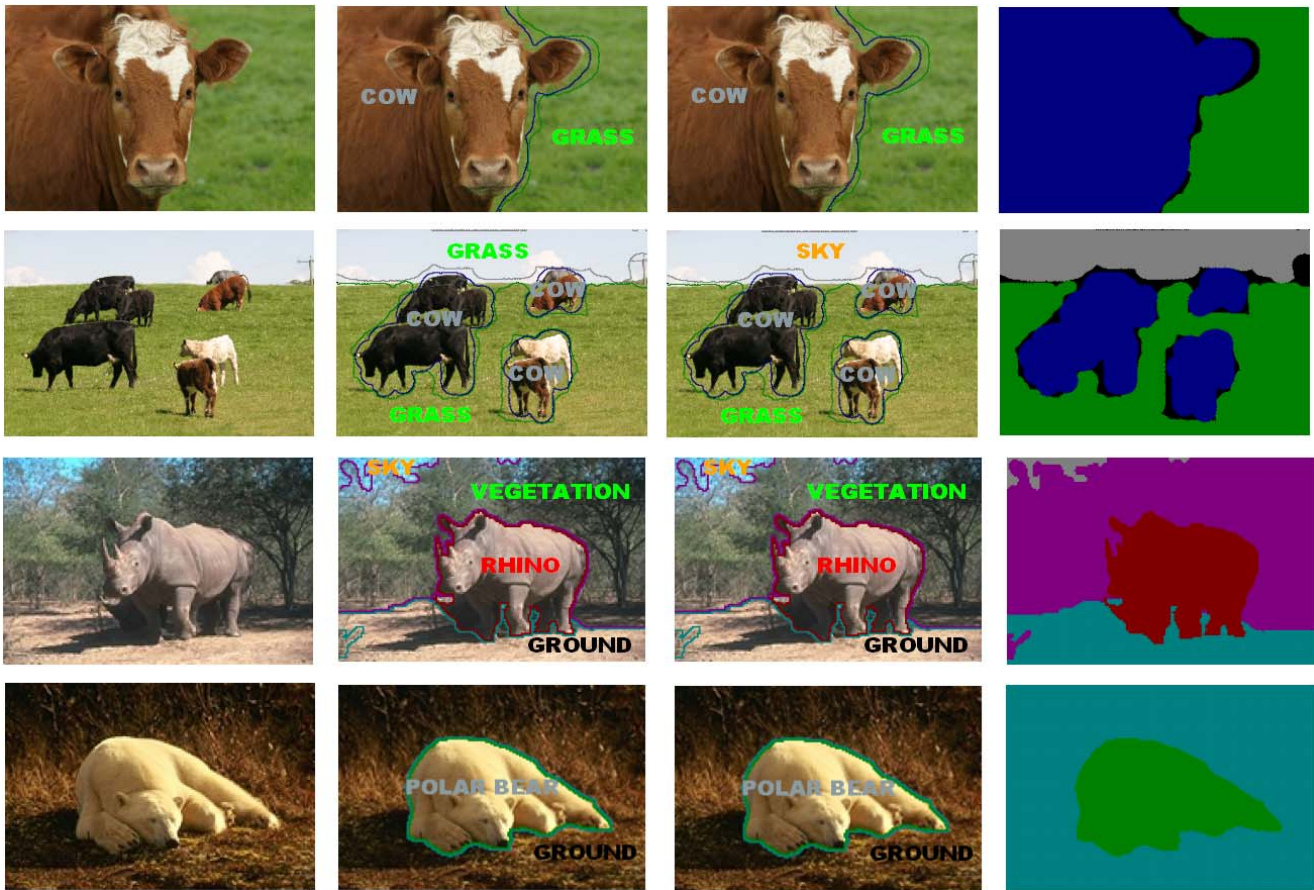 COW
GRASS
COW
GRASS
GRASS
COW
COW
COW
GRASS
SKY
COW
COW
COW
GRASS
SKY
VEGETATION
RHINO
GROUND
SKY
VEGETATION
RHINO
GROUND
POLAR BEAR
GROUND
POLAR BEAR
GROUND